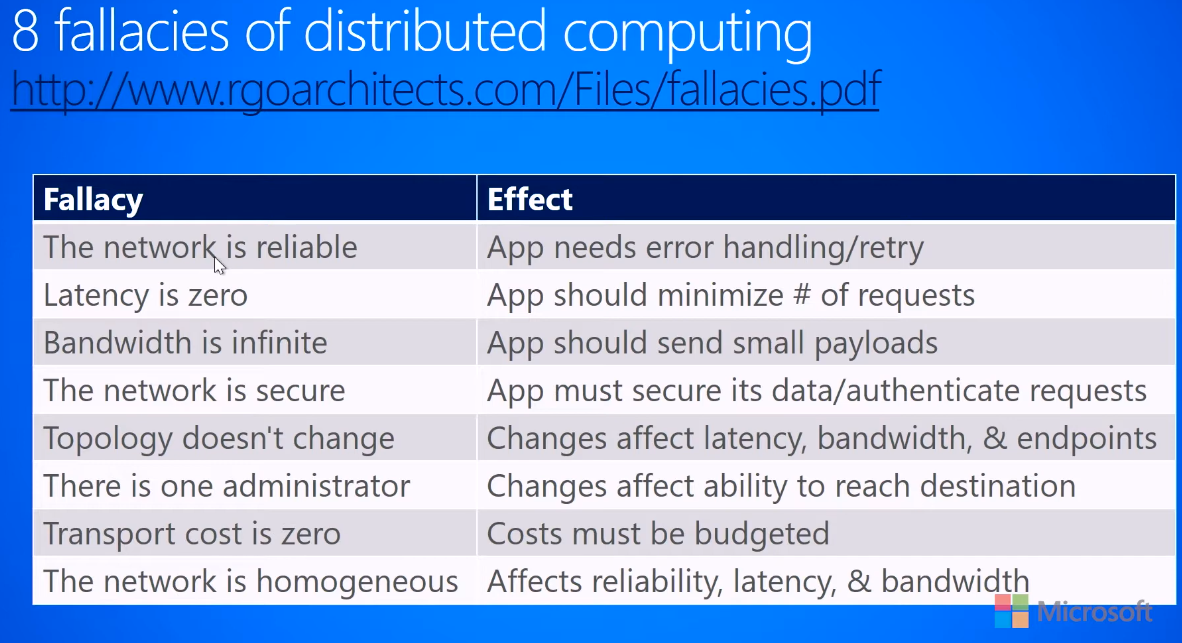 8 fallacies of distributed computing
http://www.rgoarchitects.com/Files/fallacies.pdf
Fallacy Effect
The network is reliable App needs error handling/retry
Latency is zero App should minimize # of requests
Bandwidth is infinite App should send small payloads
The network is secure App must secure its data/authenticate requests
Topology doesn't change Changes affect latency, bandwidth, & endpoints
There is one administrator Changes affect ability to reach destination
Transport cost is zero Costs must be budgeted
The network is homogeneous Affects reliability, latency, & bandwidth
Microsoft